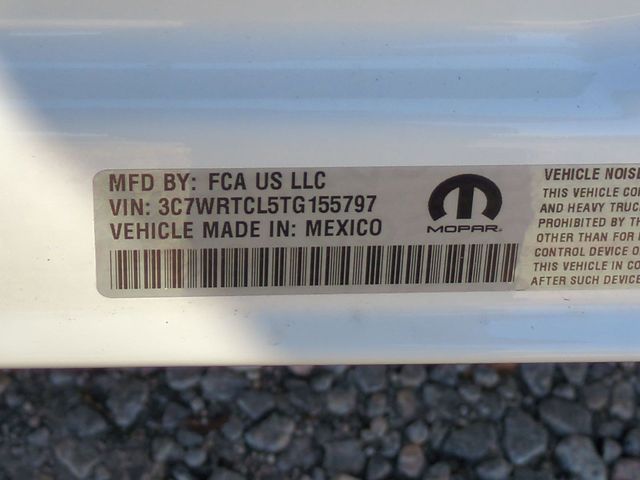 MFD BY: FCA US LLC
VIN: 3C7WRTCL5TG155797
VEHICLE MADE IN: MEXICO
MOPAR
VEHICLE NOISE
THIS VEHICLE CO
AND HEAVY TRUC
PROHIBITED BY TH
OTHER THAN FOR
CONTROL DEVICE O
THIS VEHICLE IN CO
AFTER SUCH DEVICE